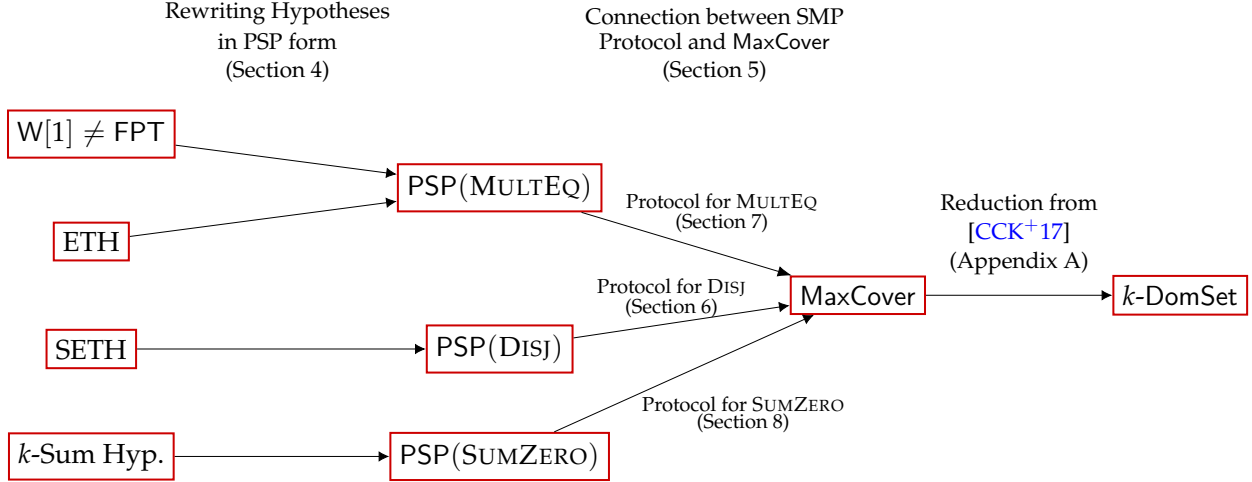 Rewriting Hypotheses
in PSP form
(Section 4)
Connection between SMP
Protocol and MaxCover
(Section 5)
W[1] ≠ FPT
ETH
SETH
k-Sum Hyp.
PSP(MULTEQ)
PSP(DISJ)
PSP(SUMZERO)
Protocol for MULTEQ
(Section 7)
Protocol for DISJ
(Section 6)
Protocol for SUMZERO
(Section 8)
MaxCover
Reduction from
[CCK⁺17]
(Appendix A)
k-DomSet